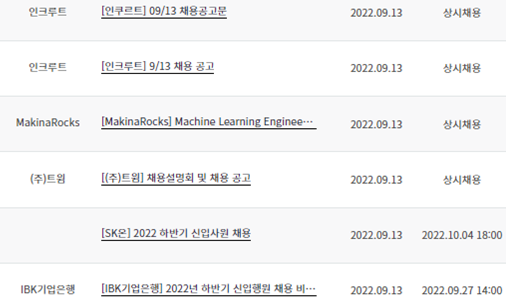 인크루트 [인쿠르트] 09/13 채용공고문 2022.09.13 상시채용
인크루트 [인크루트] 9/13 채용 공고 2022.09.13 상시채용
MakinaRocks [MakinaRocks] Machine Learning Enginee… 2022.09.13 상시채용
(주)트윔 [(주)트윔] 채용설명회 및 채용 공고 2022.09.13 상시채용
[SK온] 2022 하반기 신입사원 채용 2022.09.13 2022.10.04 18:00
IBK기업은행 [IBK기업은행] 2022년 하반기 신입행원 채용 비… 2022.09.13 2022.09.27 14:00